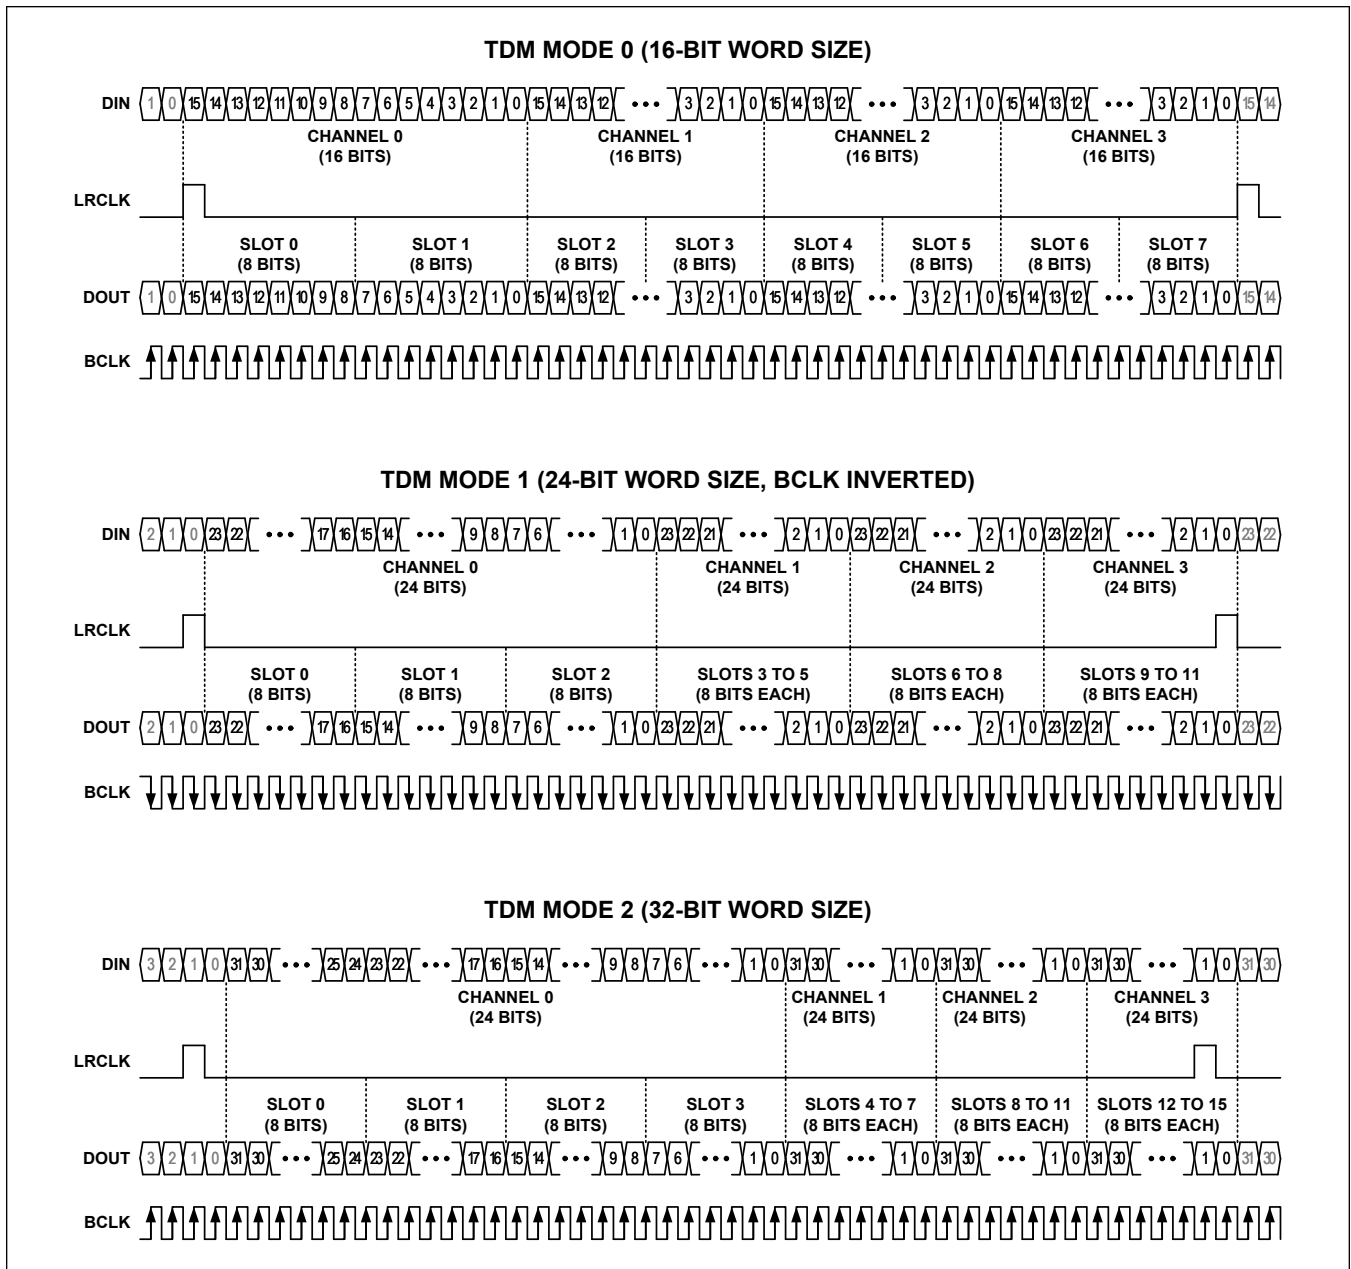 TDM MODE 0 (16-BIT WORD SIZE)
DIN 1 0 15 14 13 12 11 10 9 8 7 6 5 4 3 2 1 0 15 14 13 12 ••• 3 2 1 0 15 14 13 12 ••• 3 2 1 0 15 14 13 12 ••• 3 2 1 0 15 14
CHANNEL 0 CHANNEL 1 CHANNEL 2 CHANNEL 3
(16 BITS) (16 BITS) (16 BITS) (16 BITS)
LRCLK
SLOT 0 SLOT 1 SLOT 2 SLOT 3 SLOT 4 SLOT 5 SLOT 6 SLOT 7
(8 BITS) (8 BITS) (8 BITS) (8 BITS) (8 BITS) (8 BITS) (8 BITS) (8 BITS)
DOUT 1 0 15 14 13 12 11 10 9 8 7 6 5 4 3 2 1 0 15 14 13 12 ••• 3 2 1 0 15 14 13 12 ••• 3 2 1 0 15 14 13 12 ••• 3 2 1 0 15 14
BCLK
TDM MODE 1 (24-BIT WORD SIZE, BCLK INVERTED)
DIN 2 1 0 23 22 ••• 17 16 15 14 ••• 9 8 7 6 ••• 1 0 23 22 21 ••• 2 1 0 23 22 21 ••• 2 1 0 23 22 21 ••• 2 1 0 23 22
CHANNEL 0 CHANNEL 1 CHANNEL 2 CHANNEL 3
(24 BITS) (24 BITS) (24 BITS) (24 BITS)
LRCLK
SLOT 0 SLOT 1 SLOT 2 SLOTS 3 TO 5 SLOTS 6 TO 8 SLOTS 9 TO 11
(8 BITS) (8 BITS) (8 BITS) (8 BITS EACH) (8 BITS EACH) (8 BITS EACH)
DOUT 2 1 0 23 22 ••• 17 16 15 14 ••• 9 8 7 6 ••• 1 0 23 22 21 ••• 2 1 0 23 22 21 ••• 2 1 0 23 22 21 ••• 2 1 0 23 22
BCLK
TDM MODE 2 (32-BIT WORD SIZE)
DIN 3 2 1 0 31 30 ••• 25 24 23 22 ••• 17 16 15 14 ••• 9 8 7 6 ••• 1 0 31 30 ••• 1 0 31 30 ••• 1 0 31 30 ••• 1 0 31 30
CHANNEL 0 CHANNEL 1 CHANNEL 2 CHANNEL 3
(24 BITS) (24 BITS) (24 BITS) (24 BITS)
LRCLK
SLOT 0 SLOT 1 SLOT 2 SLOT 3 SLOTS 4 TO 7 SLOTS 8 TO 11 SLOTS 12 TO 15
(8 BITS) (8 BITS) (8 BITS) (8 BITS) (8 BITS EACH) (8 BITS EACH) (8 BITS EACH)
DOUT 3 2 1 0 31 30 ••• 25 24 23 22 ••• 17 16 15 14 ••• 9 8 7 6 ••• 1 0 31 30 ••• 1 0 31 30 ••• 1 0 31 30 ••• 1 0 31 30
BCLK